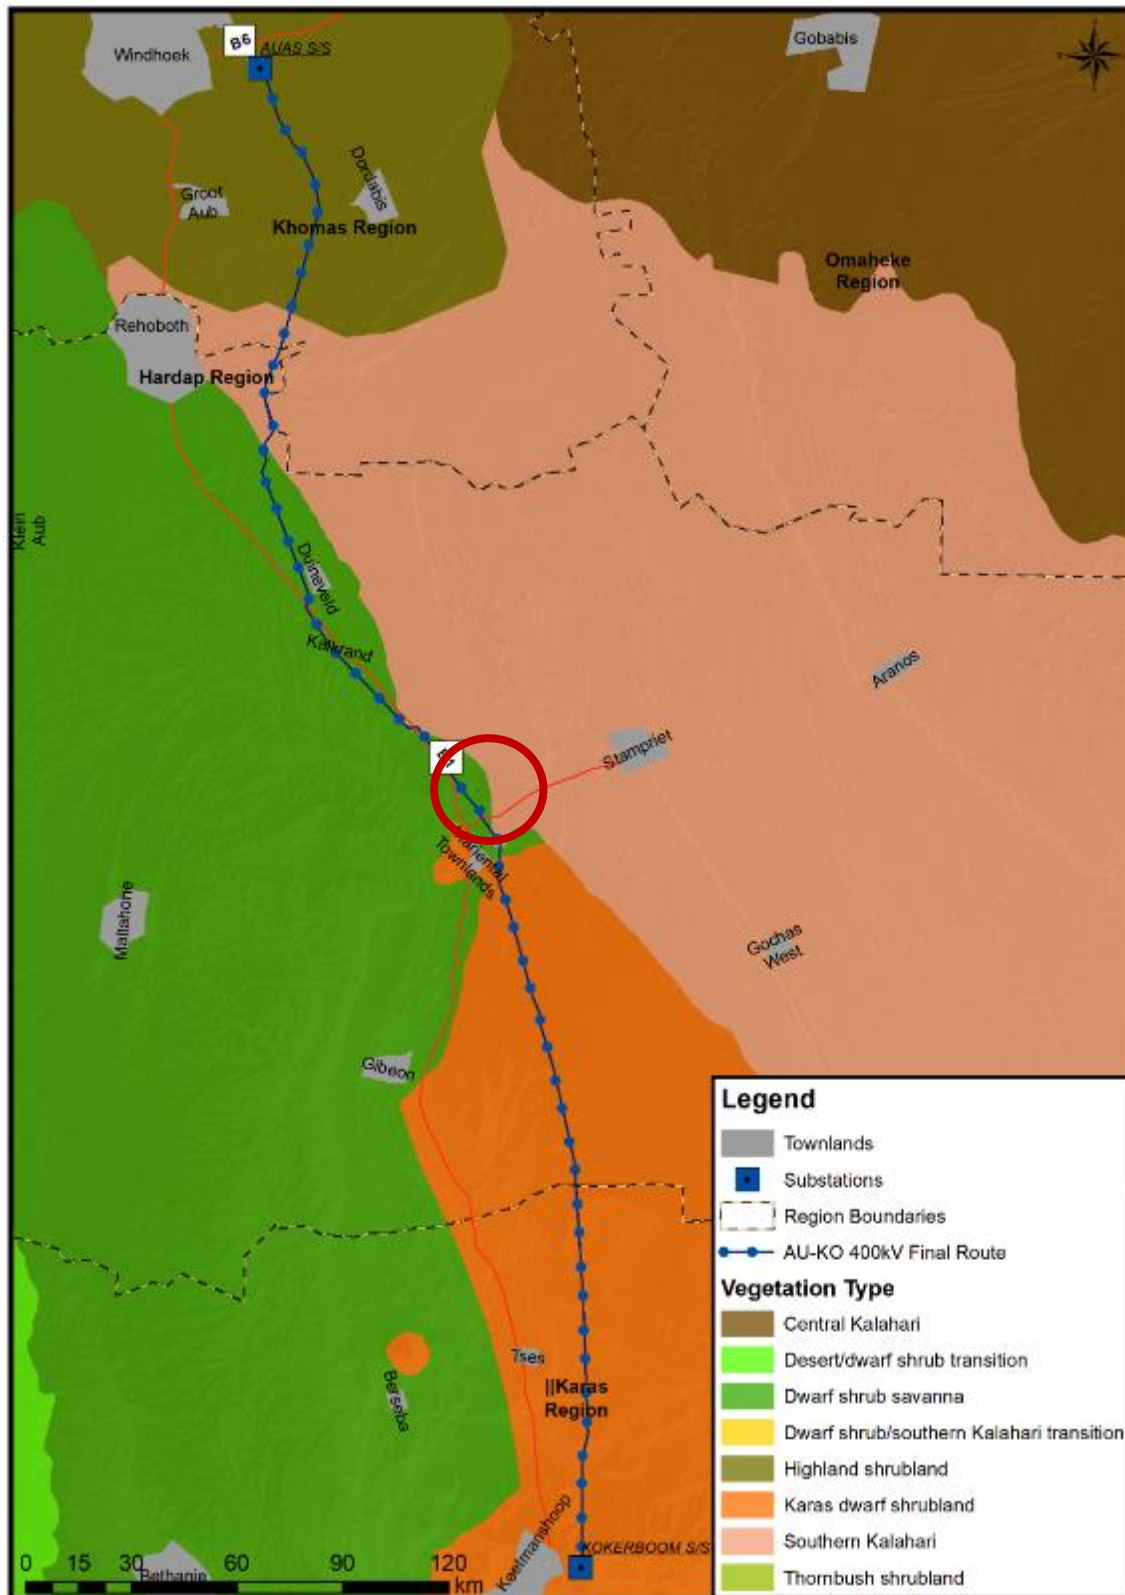 Windhoek
B6
AUAS S/S
Gobabis
Dordabis
Groot
Aub
Khomas Region
Omaheke
Region
Rehoboth
Hardap Region
Klein
Aub
Duineveld
Kalkrand
Aranos
Stampriet
Mariental
Townlands
Maltahohe
Gochas
West
Gibeon
Tses
||Karas
Region
Berseba
Keetmanshoop
KOKERBOOM S/S
Bethanie
0 15 30 60 90 120
km
Legend
Townlands
Substations
Region Boundaries
AU-KO 400kV Final Route
Vegetation Type
Central Kalahari
Desert/dwarf shrub transition
Dwarf shrub savanna
Dwarf shrub/southern Kalahari transition
Highland shrubland
Karas dwarf shrubland
Southern Kalahari
Thornbush shrubland